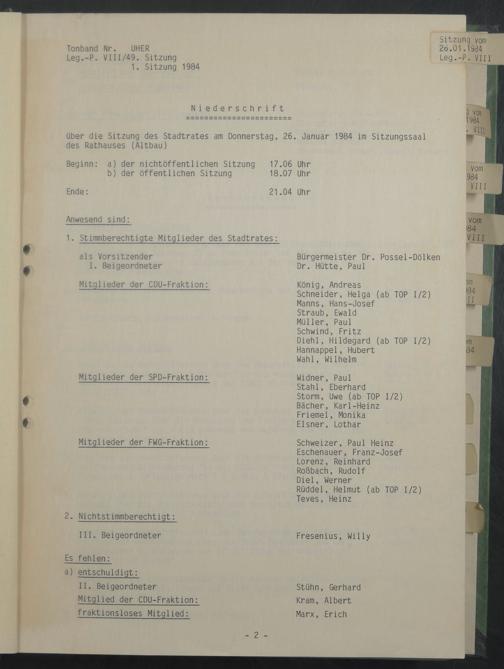 Tonband Nr. UHER
Leg.-P. VIII/49. Sitzung
1. Sitzung 1984
Sitzung vom
26.01.1984
Leg.-P. VIII
Niederschrift
über die Sitzung des Stadtrates am Donnerstag, 26. Januar 1984 im Sitzungssaal
des Rathauses (Altbau)
Beginn: a) der nichtöffentlichen Sitzung 17.06 Uhr
b) der öffentlichen Sitzung 18.07 Uhr
Ende: 21.04 Uhr
Anwesend sind:
1. Stimmberechtigte Mitglieder des Stadtrates:
als Vorsitzender Bürgermeister Dr. Possel-Dölken
I. Beigeordneter Dr. Hütte, Paul
Mitglieder der CDU-Fraktion: König, Andreas
Schneider, Helga (ab TOP I/2)
Manns, Hans-Josef
Straub, Ewald
Müller, Paul
Schwind, Fritz
Diehl, Hildegard (ab TOP I/2)
Hannappel, Hubert
Wahl, Wilhelm
Mitglieder der SPD-Fraktion: Widner, Paul
Stahl, Eberhard
Storm, Uwe (ab TOP I/2)
Bächer, Karl-Heinz
Friemel, Monika
Elsner, Lothar
Mitglieder der FWG-Fraktion: Schweizer, Paul Heinz
Eschenauer, Franz-Josef
Lorenz, Reinhard
Roßbach, Rudolf
Diel, Werner
Rüddel, Helmut (ab TOP I/2)
Teves, Heinz
2. Nichtstimmberechtigt:
III. Beigeordneter Fresenius, Willy
Es fehlen:
a) entschuldigt:
II. Beigeordneter Stühn, Gerhard
Mitglied der CDU-Fraktion: Kram, Albert
fraktionsloses Mitglied: Marx, Erich
- 2 -